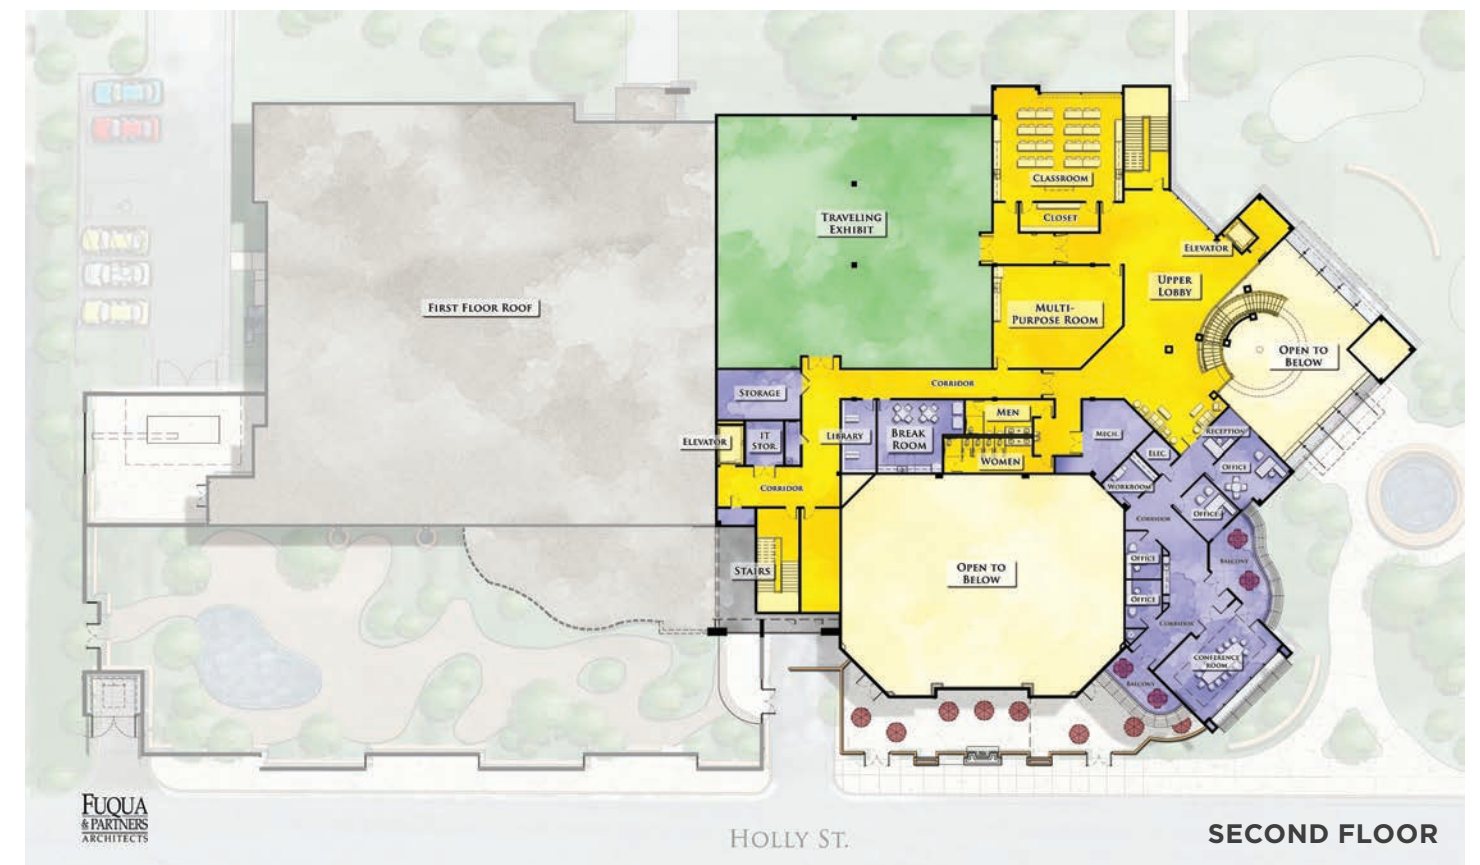 CLASSROOM
CLOSET
TRAVELING
EXHIBIT
ELEVATOR
UPPER
LOBBY
FIRST FLOOR ROOF
MULTI-
PURPOSE ROOM
OPEN TO
BELOW
CORRIDOR
STORAGE
MEN
ELEVATOR
IT
STOR.
LIBRARY
BREAK
ROOM
MECH.
RECEPTION
WOMEN
ELEC.
OFFICE
CORRIDOR
WORKROOM
OFFICE
CORRIDOR
OFFICE
BALCONY
STAIRS
OPEN TO
BELOW
OFFICE
CORRIDOR
CONFERENCE
ROOM
BALCONY
FUQUA
& PARTNERS
ARCHITECTS
HOLLY ST.
SECOND FLOOR